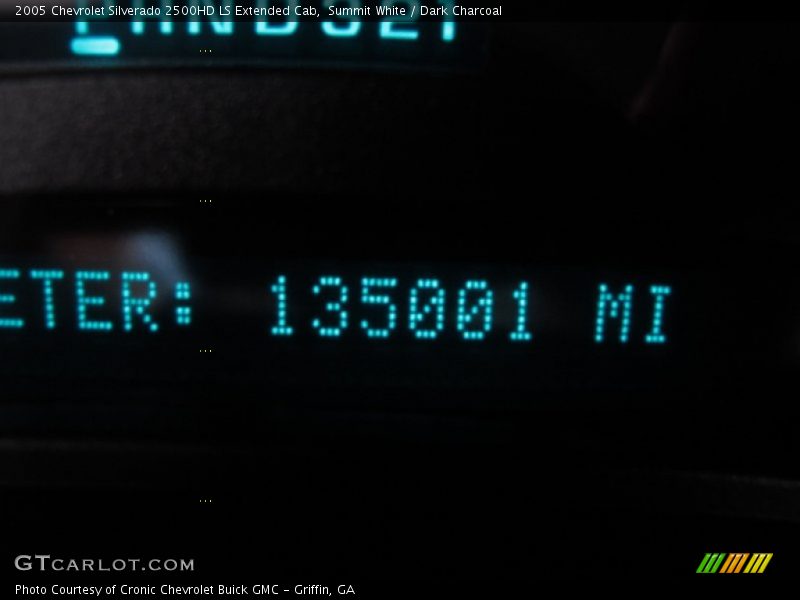 2005 Chevrolet Silverado 2500HD LS Extended Cab, Summit White / Dark Charcoal
ETER: 135001 MI
GTCARLOT.COM
Photo Courtesy of Cronic Chevrolet Buick GMC - Griffin, GA